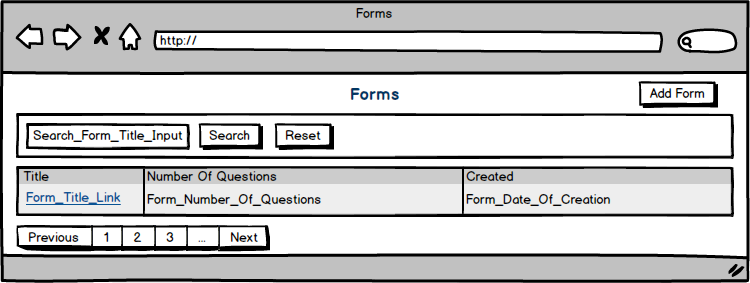 Forms
http://
Forms
Add Form
Search_Form_Title_Input Search Reset
Title Number Of Questions Created
Form_Title_Link Form_Number_Of_Questions Form_Date_Of_Creation
Previous 1 2 3 ... Next